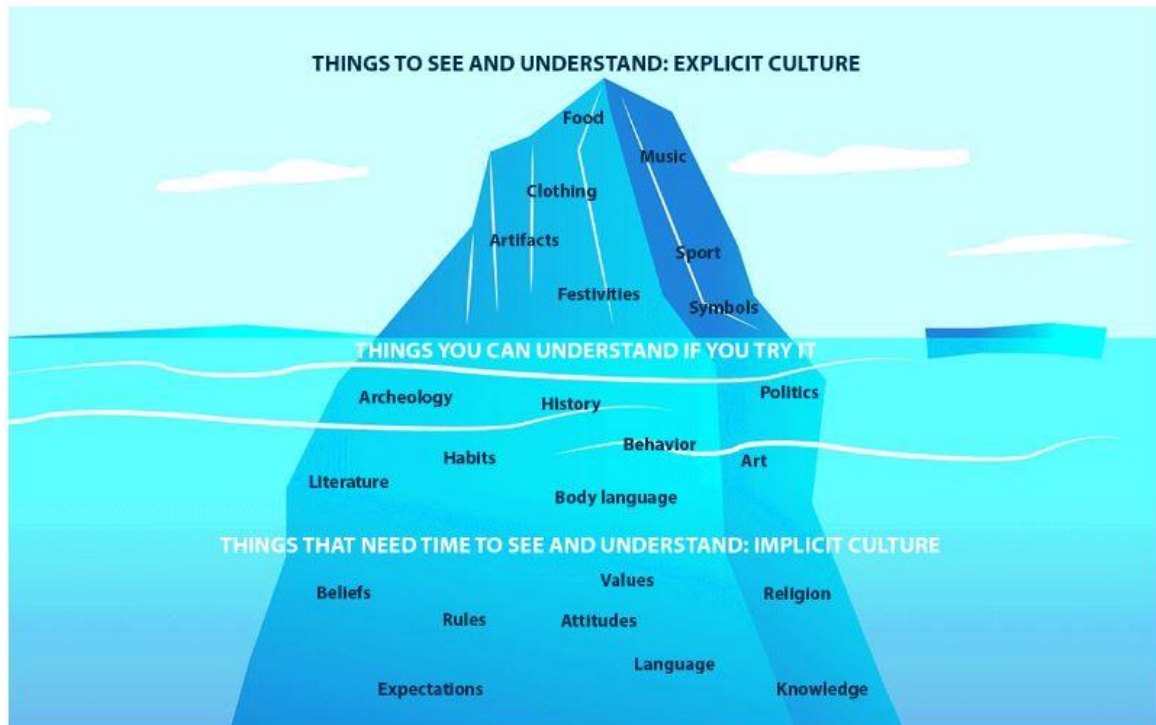 THINGS TO SEE AND UNDERSTAND: EXPLICIT CULTURE
Food
Music
Clothing
Artifacts
Sport
Festivities
Symbols
THINGS YOU CAN UNDERSTAND IF YOU TRY IT
Archeology
History
Politics
Habits
Behavior
Art
Literature
Body language
THINGS THAT NEED TIME TO SEE AND UNDERSTAND: IMPLICIT CULTURE
Beliefs
Values
Religion
Rules
Attitudes
Language
Expectations
Knowledge